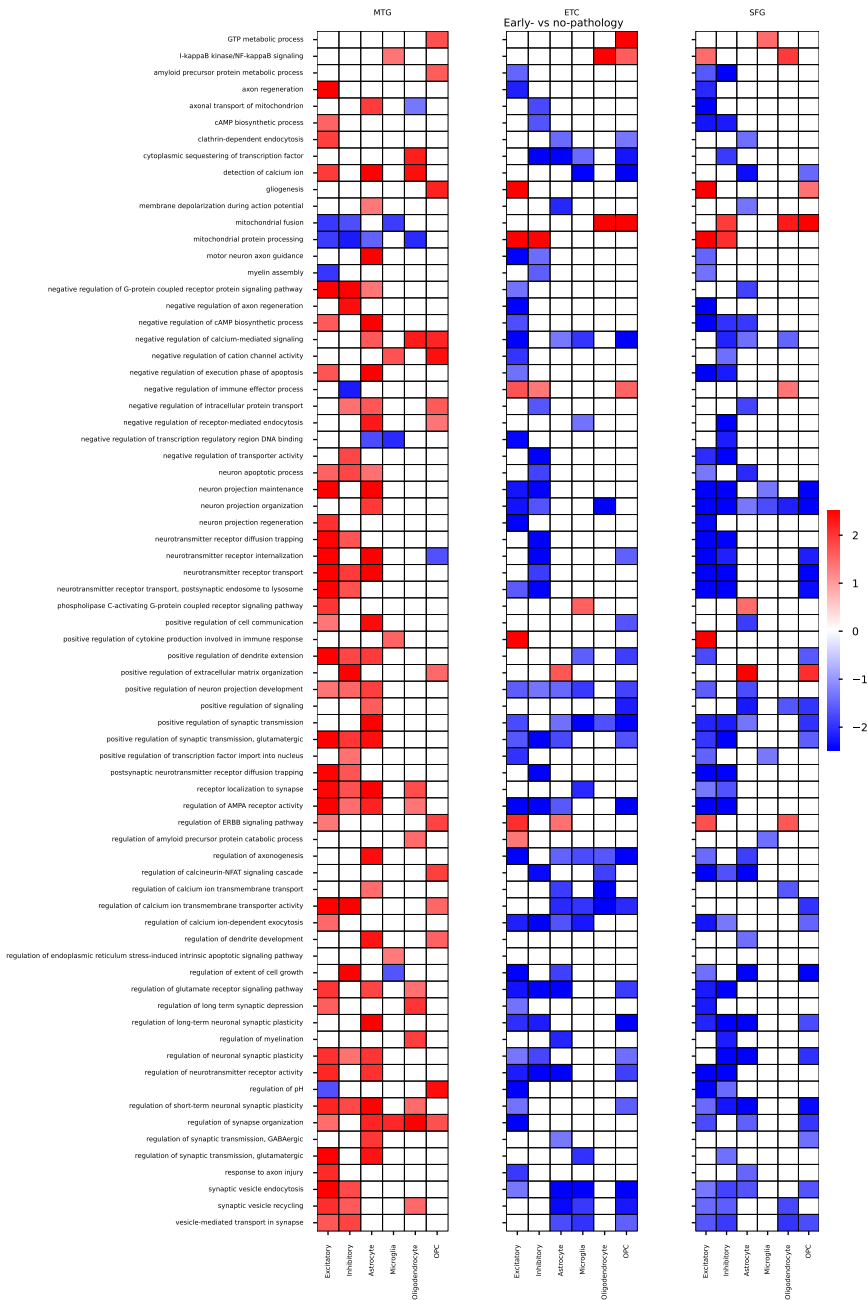 MTG
ETC
SFG
Early- vs no-pathology
GTP metabolic process
I-kappaB kinase/NF-kappaB signaling
amyloid precursor protein metabolic process
axon regeneration
axonal transport of mitochondrion
cAMP biosynthetic process
clathrin-dependent endocytosis
cytoplasmic sequestering of transcription factor
detection of calcium ion
gliogenesis
membrane depolarization during action potential
mitochondrial fusion
mitochondrial protein processing
motor neuron axon guidance
myelin assembly
negative regulation of G-protein coupled receptor protein signaling pathway
negative regulation of axon regeneration
negative regulation of cAMP biosynthetic process
negative regulation of calcium-mediated signaling
negative regulation of cation channel activity
negative regulation of execution phase of apoptosis
negative regulation of immune effector process
negative regulation of intracellular protein transport
negative regulation of receptor-mediated endocytosis
negative regulation of transcription regulatory region DNA binding
negative regulation of transporter activity
neuron apoptotic process
neuron projection maintenance
neuron projection organization
neuron projection regeneration
neurotransmitter receptor diffusion trapping
neurotransmitter receptor internalization
neurotransmitter receptor transport
neurotransmitter receptor transport, postsynaptic endosome to lysosome
phospholipase C-activating G-protein coupled receptor signaling pathway
positive regulation of cell communication
positive regulation of cytokine production involved in immune response
positive regulation of dendrite extension
positive regulation of extracellular matrix organization
positive regulation of neuron projection development
positive regulation of signaling
positive regulation of synaptic transmission
positive regulation of synaptic transmission, glutamatergic
positive regulation of transcription factor import into nucleus
postsynaptic neurotransmitter receptor diffusion trapping
receptor localization to synapse
regulation of AMPA receptor activity
regulation of ERBB signaling pathway
regulation of amyloid precursor protein catabolic process
regulation of axonogenesis
regulation of calcineurin-NFAT signaling cascade
regulation of calcium ion transmembrane transport
regulation of calcium ion transmembrane transporter activity
regulation of calcium ion-dependent exocytosis
regulation of dendrite development
regulation of endoplasmic reticulum stress-induced intrinsic apoptotic signaling pathway
regulation of extent of cell growth
regulation of glutamate receptor signaling pathway
regulation of long term synaptic depression
regulation of long-term neuronal synaptic plasticity
regulation of myelination
regulation of neuronal synaptic plasticity
regulation of neurotransmitter receptor activity
regulation of pH
regulation of short-term neuronal synaptic plasticity
regulation of synapse organization
regulation of synaptic transmission, GABAergic
regulation of synaptic transmission, glutamatergic
response to axon injury
synaptic vesicle endocytosis
synaptic vesicle recycling
vesicle-mediated transport in synapse
Excitatory
Inhibitory
Astrocyte
Microglia
Oligodendrocyte
OPC
Excitatory
Inhibitory
Astrocyte
Microglia
Oligodendrocyte
OPC
Excitatory
Inhibitory
Astrocyte
Microglia
Oligodendrocyte
OPC
2
1
0
−1
−2